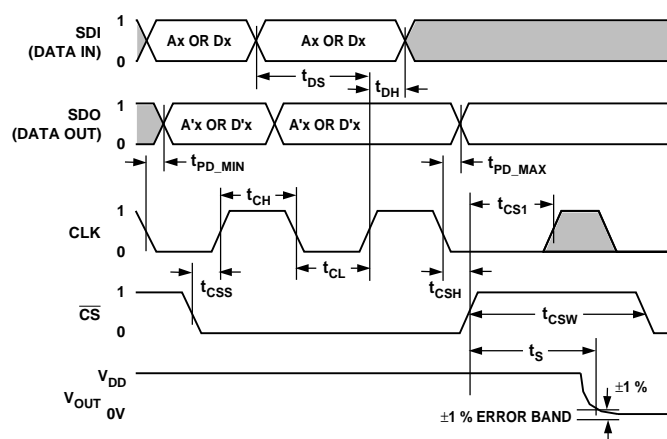 SDI
(DATA IN)
1
0
Ax OR Dx
Ax OR Dx
tDS
tDH
SDO
(DATA OUT)
1
0
A'x OR D'x
A'x OR D'x
tPD_MIN
tPD_MAX
tCH
tCS1
CLK
1
0
tCL
tCSS
tCSH
CS
1
0
tCSW
tS
VDD
VOUT
0V
±1 %
±1 % ERROR BAND